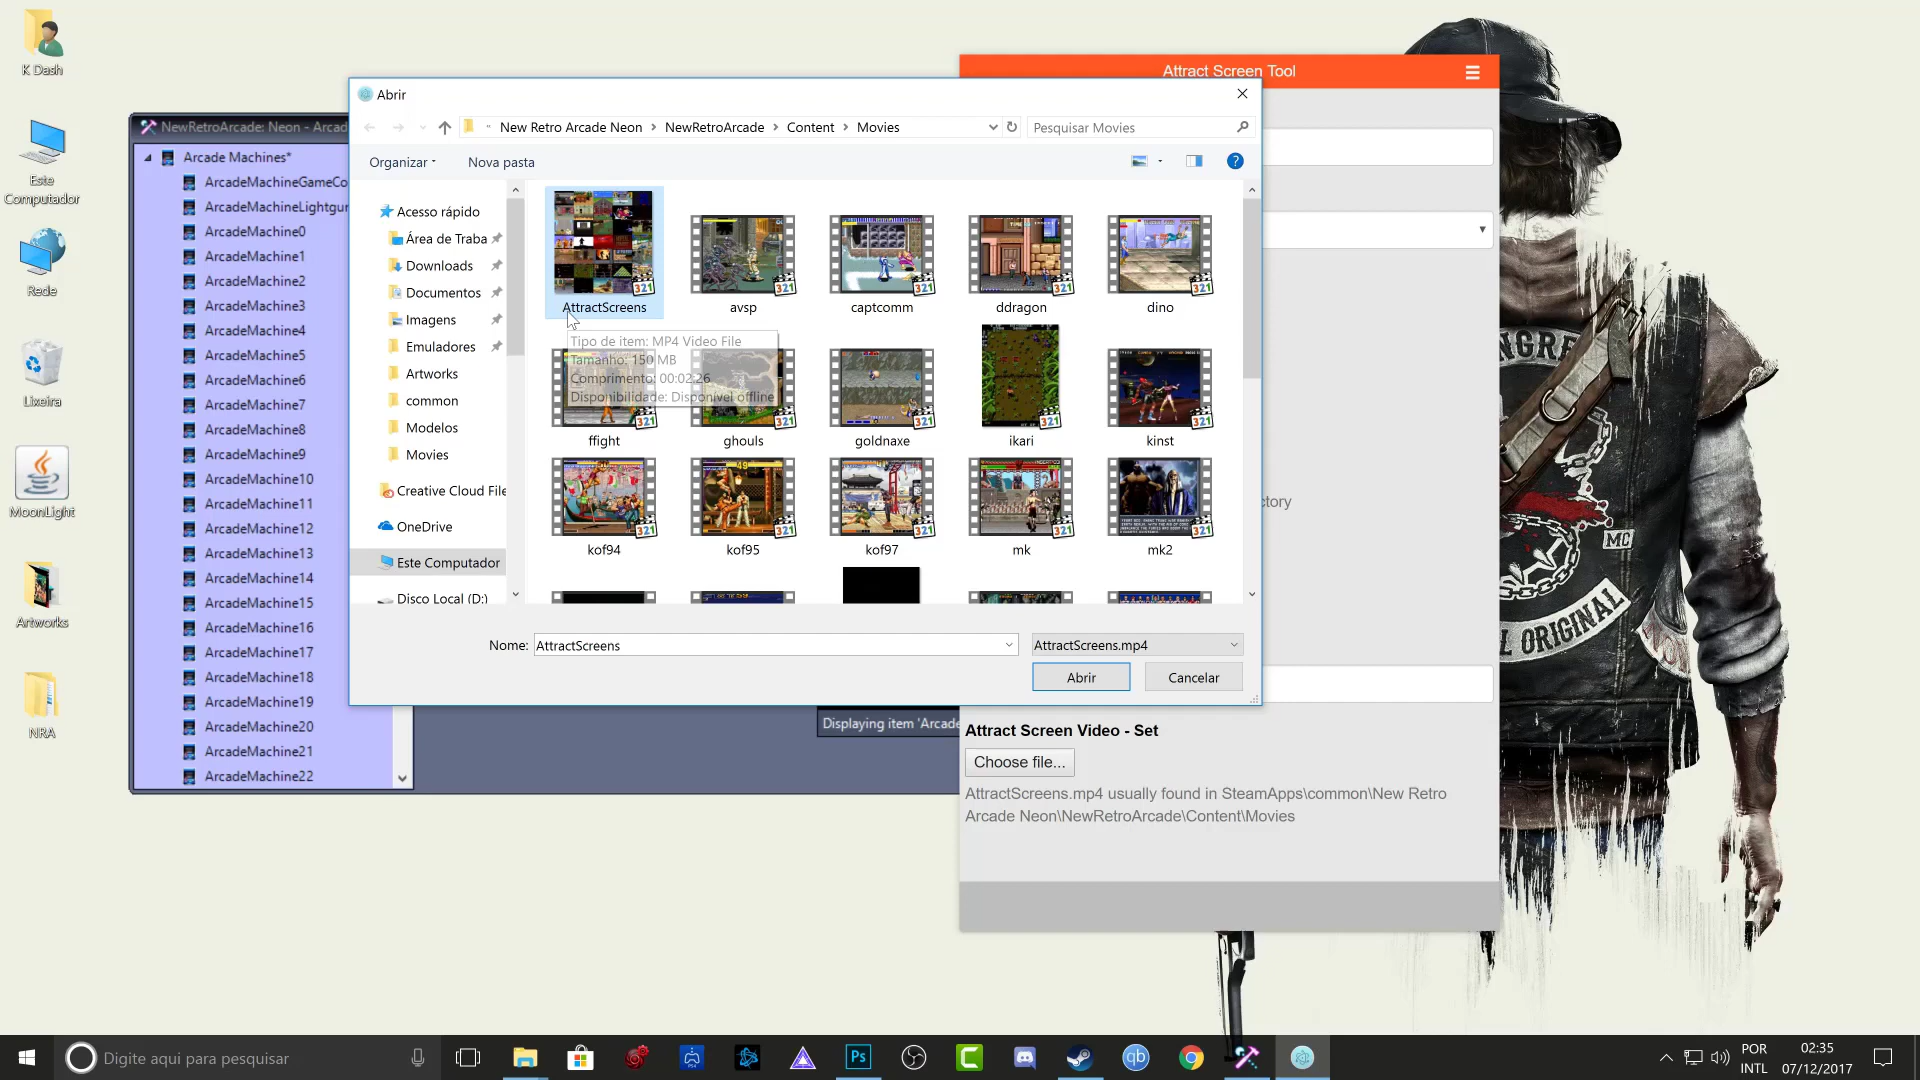 K Dash
Este
Computador
Rede
Lixeira
MoonLight
Artworks
NRA
NewRetroArcade: Neon - Arcad
Arcade Machines*
ArcadeMachineGameCo
ArcadeMachineLightgur
ArcadeMachine0
ArcadeMachine1
ArcadeMachine2
ArcadeMachine3
ArcadeMachine4
ArcadeMachine5
ArcadeMachine6
ArcadeMachine7
ArcadeMachine8
ArcadeMachine9
ArcadeMachine10
ArcadeMachine11
ArcadeMachine12
ArcadeMachine13
ArcadeMachine14
ArcadeMachine15
ArcadeMachine16
ArcadeMachine17
ArcadeMachine18
ArcadeMachine19
ArcadeMachine20
ArcadeMachine21
ArcadeMachine22
Displaying item 'Arcade
Abrir
New Retro Arcade Neon > NewRetroArcade > Content > Movies
Pesquisar Movies
Organizar
Nova pasta
Acesso rápido
Área de Traba
Downloads
Documentos
Imagens
Emuladores
Artworks
common
Modelos
Movies
Creative Cloud File
OneDrive
Este Computador
Disco Local (D:)
AttractScreens
avsp
captcomm
ddragon
dino
Tipo de item: MP4 Video File
Tamanho: 150 MB
Comprimento: 00:02:26
Disponibilidade: Disponível offline
ffight
ghouls
goldnaxe
ikari
kinst
kof94
kof95
kof97
mk
mk2
Nome: AttractScreens
AttractScreens.mp4
Abrir
Cancelar
Attract Screen Tool
ctory
Attract Screen Video - Set
Choose file...
AttractScreens.mp4 usually found in SteamApps\common\New Retro
Arcade Neon\NewRetroArcade\Content\Movies
MC
ORIGINAL
Digite aqui para pesquisar
POR
INTL
02:35
07/12/2017